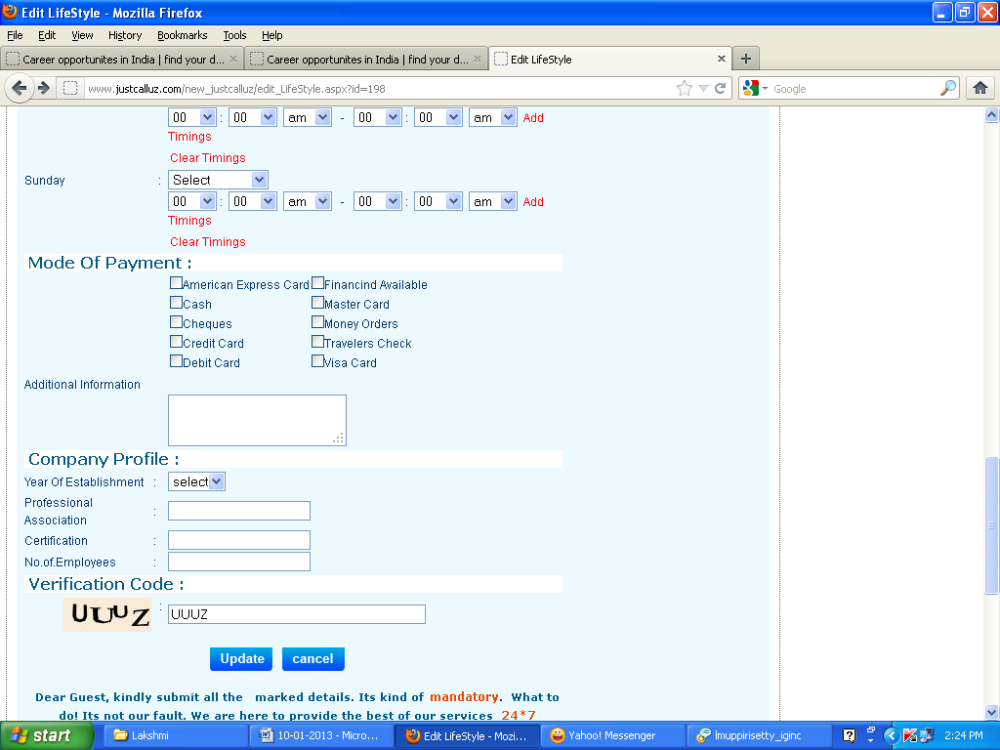 Edit LifeStyle - Mozilla Firefox
File Edit View History Bookmarks Tools Help
Career opportunites in India | find your d... Career opportunites in India | find your d... Edit LifeStyle
www.justcalluz.com/new_justcalluz/edit_LifeStyle.aspx?id=198 Google
00 : 00 am - 00 : 00 am Add
Timings
Clear Timings
Sunday : Select
00 : 00 am - 00 : 00 am Add
Timings
Clear Timings
Mode Of Payment :
American Express Card Financind Available
Cash Master Card
Cheques Money Orders
Credit Card Travelers Check
Debit Card Visa Card
Additional Information
Company Profile :
Year Of Establishment : select
Professional
Association :
Certification :
No.of.Employees :
Verification Code :
UUUZ : UUUZ
Update cancel
Dear Guest, kindly submit all the marked details. Its kind of mandatory. What to
do! Its not our fault. We are here to provide the best of our services 24*7
start Lakshmi 10-01-2013 - Micro... Edit LifeStyle - Mozi... Yahoo! Messenger lmuppirisetty_iginc 2:24 PM